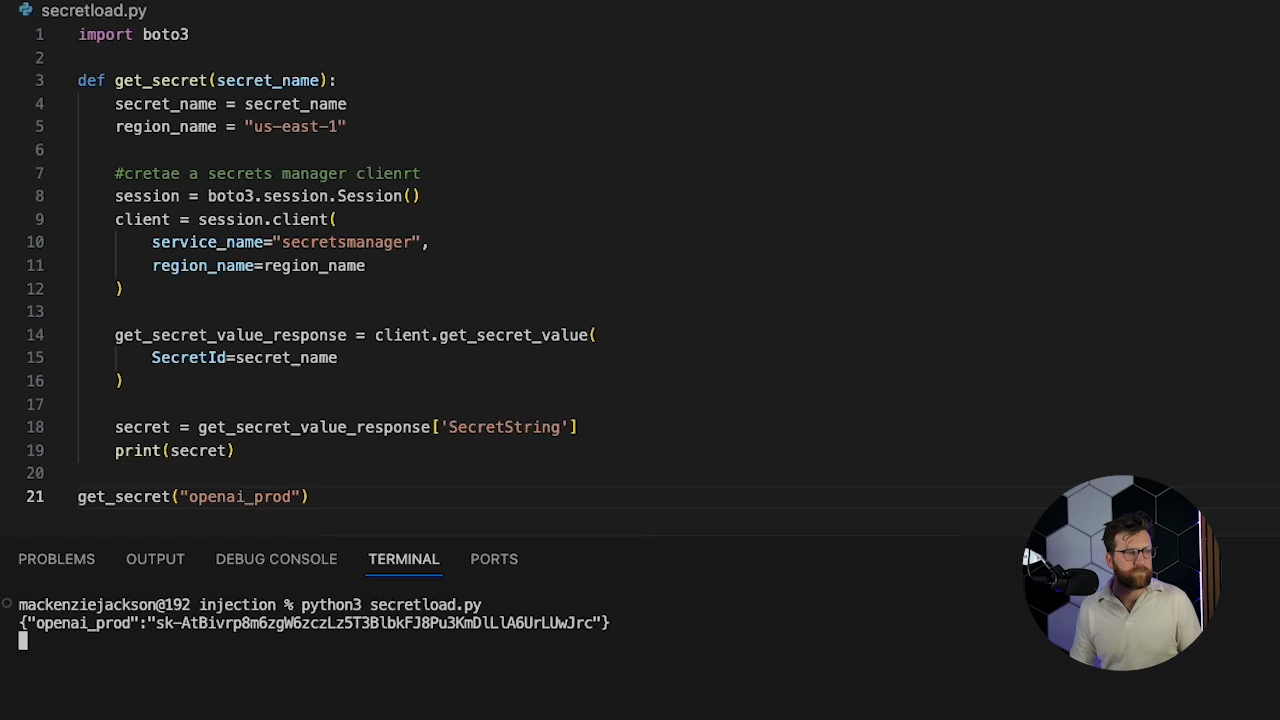 secretload.py
1 import boto3
2
3 def get_secret(secret_name):
4 secret_name = secret_name
5 region_name = "us-east-1"
6
7 #cretae a secrets manager clienrt
8 session = boto3.session.Session()
9 client = session.client(
10 service_name="secretsmanager",
11 region_name=region_name
12 )
13
14 get_secret_value_response = client.get_secret_value(
15 SecretId=secret_name
16 )
17
18 secret = get_secret_value_response['SecretString']
19 print(secret)
20
21 get_secret("openai_prod")
PROBLEMS OUTPUT DEBUG CONSOLE TERMINAL PORTS
mackenziejackson@192 injection % python3 secretload.py
{"openai_prod":"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"}